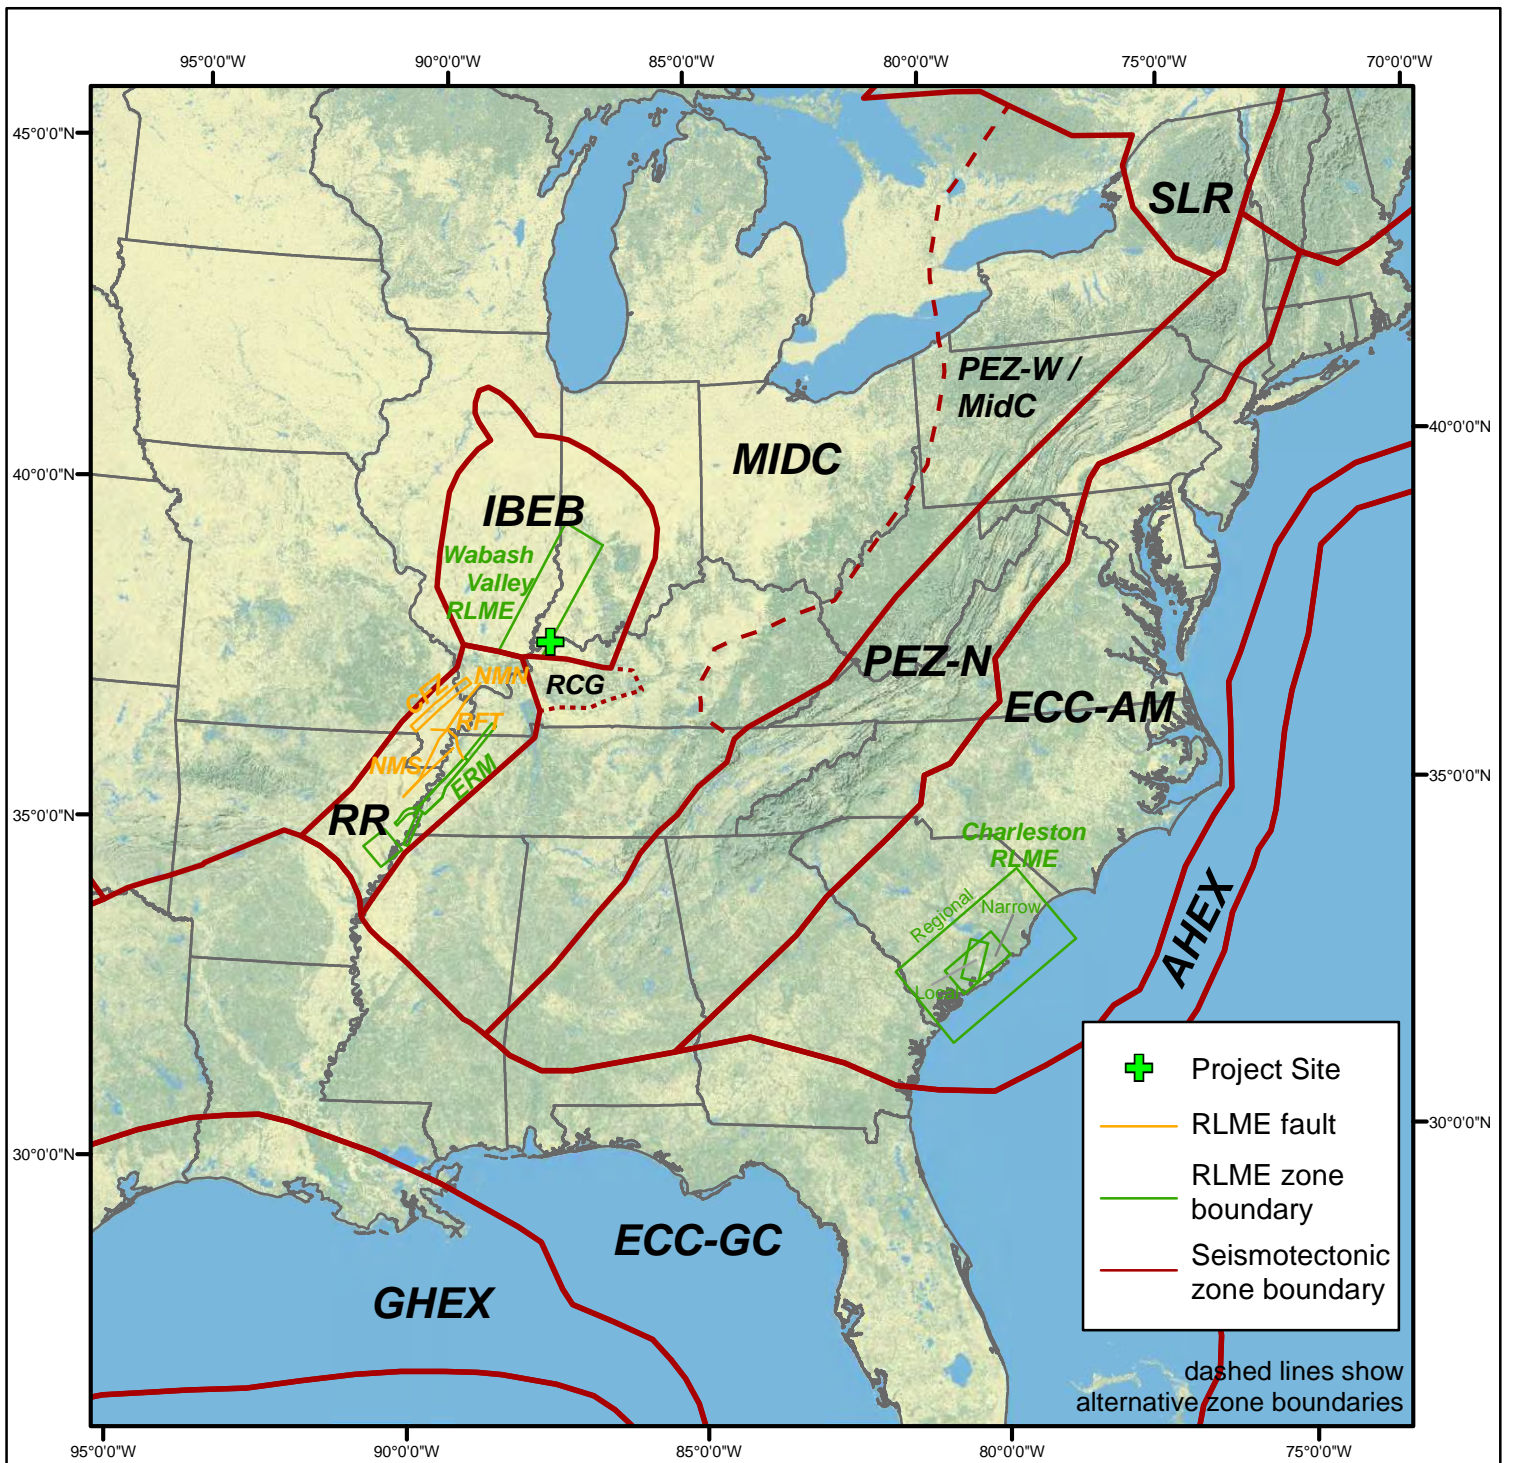 95°0'0"W 90°0'0"W 85°0'0"W 80°0'0"W 75°0'0"W 70°0'0"W
45°0'0"N
SLR
PEZ-W /
MidC
40°0'0"N
MIDC
40°0'0"N
IBEB
Wabash
Valley
RLME
PEZ-N
NMN
RCG
ECC-AM
RFT
NMS
ERM
35°0'0"N
35°0'0"N
RR
Charleston
RLME
Regional
Narrow
Local
AHEX
Project Site
RLME fault
30°0'0"N
30°0'0"N
RLME zone
boundary
ECC-GC
Seismotectonic
zone boundary
GHEX
dashed lines show
alternative zone boundaries
95°0'0"W 90°0'0"W 85°0'0"W 80°0'0"W 75°0'0"W